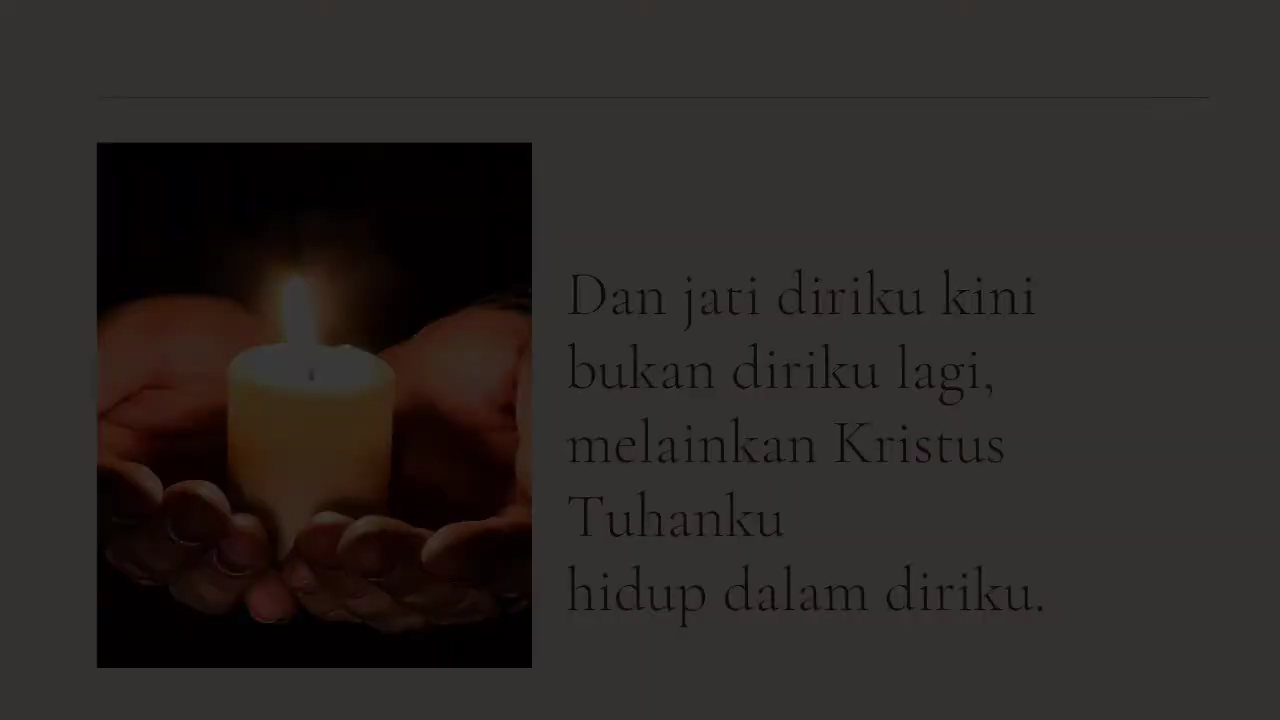 Dan jati diriku kini
bukan diriku lagi,
melainkan Kristus
Tuhanku
hidup dalam diriku.